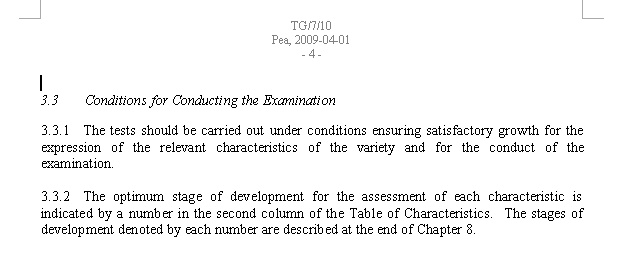 TG/7/10
Pea, 2009-04-01
- 4 -
3.3 Conditions for Conducting the Examination
3.3.1 The tests should be carried out under conditions ensuring satisfactory growth for the
expression of the relevant characteristics of the variety and for the conduct of the
examination.
3.3.2 The optimum stage of development for the assessment of each characteristic is
indicated by a number in the second column of the Table of Characteristics. The stages of
development denoted by each number are described at the end of Chapter 8.